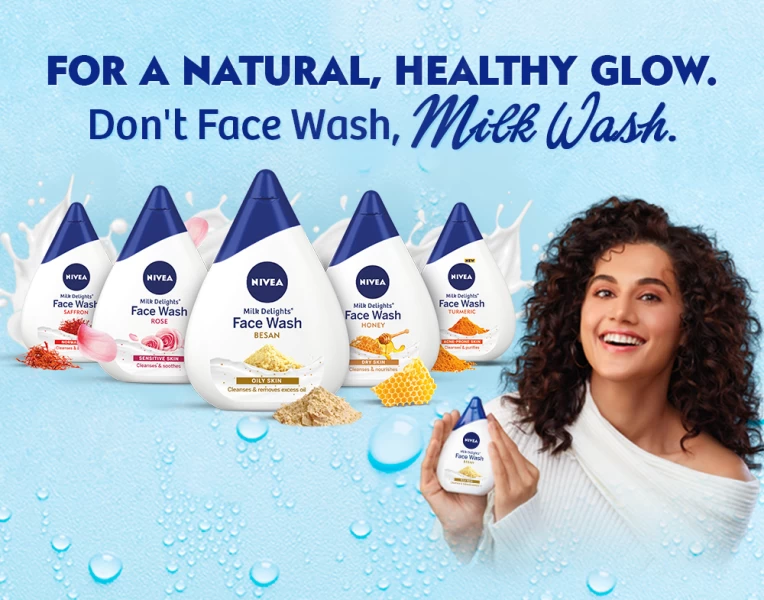 FOR A NATURAL, HEALTHY GLOW.
Don't Face Wash, Milk Wash.
NIVEA
Milk Delights
Face Wash
SAFFRON
Cleanses &
NIVEA
Milk Delights
Face Wash
ROSE
SENSITIVE SKIN
Cleanses & soothes
NIVEA
Milk Delights
Face Wash
BESAN
OILY SKIN
Cleanses & removes excess oil
NIVEA
Milk Delights
Face Wash
HONEY
DRY SKIN
Cleanses & nourishes
NEW
NIVEA
Milk Delights
Face Wash
TURMERIC
ACNE PRONE SKIN
Cleanses & purifies
NIVEA
Milk Delights
Face Wash
BESAN